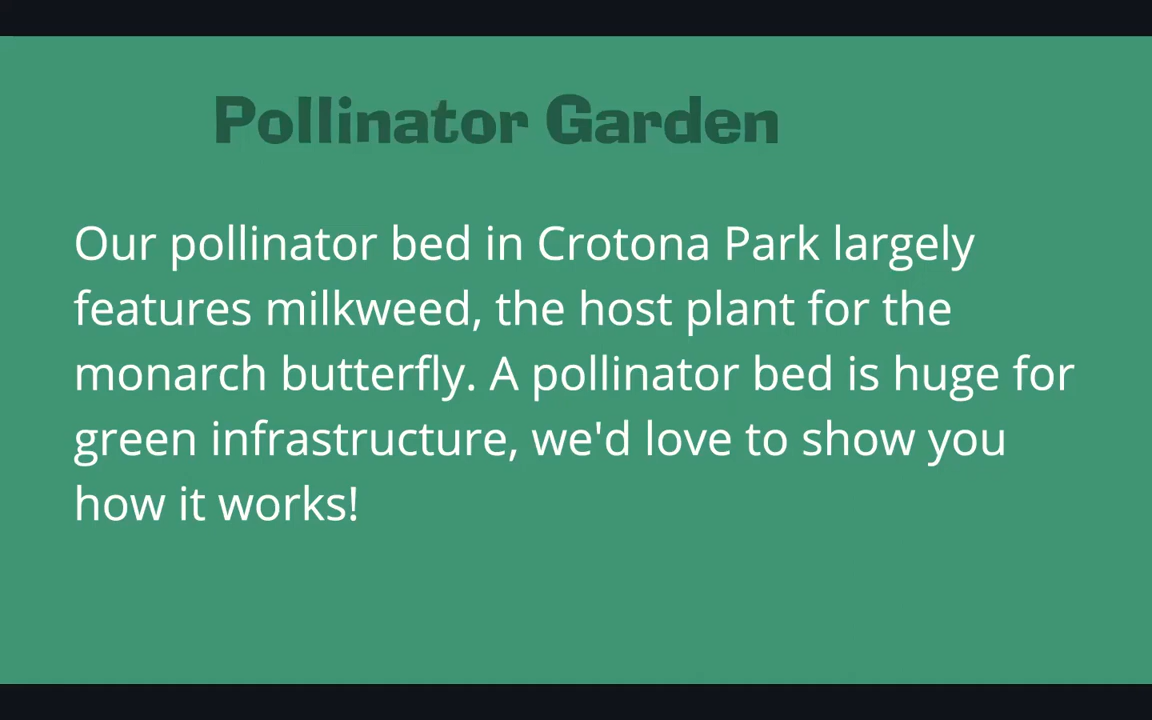 Pollinator Garden
Our pollinator bed in Crotona Park largely
features milkweed, the host plant for the
monarch butterfly. A pollinator bed is huge for
green infrastructure, we'd love to show you
how it works!